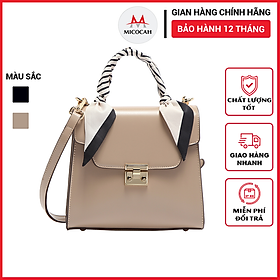 MICOCAH
GIAN HÀNG CHÍNH HÃNG
BẢO HÀNH 12 THÁNG
MÀU SẮC
CHẤT LƯỢNG
TỐT
GIAO HÀNG
NHANH
MIỄN PHÍ
ĐỔI TRẢ